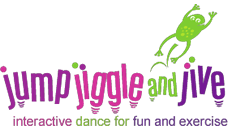 jump jiggle and jive
interactive dance for fun and exercise